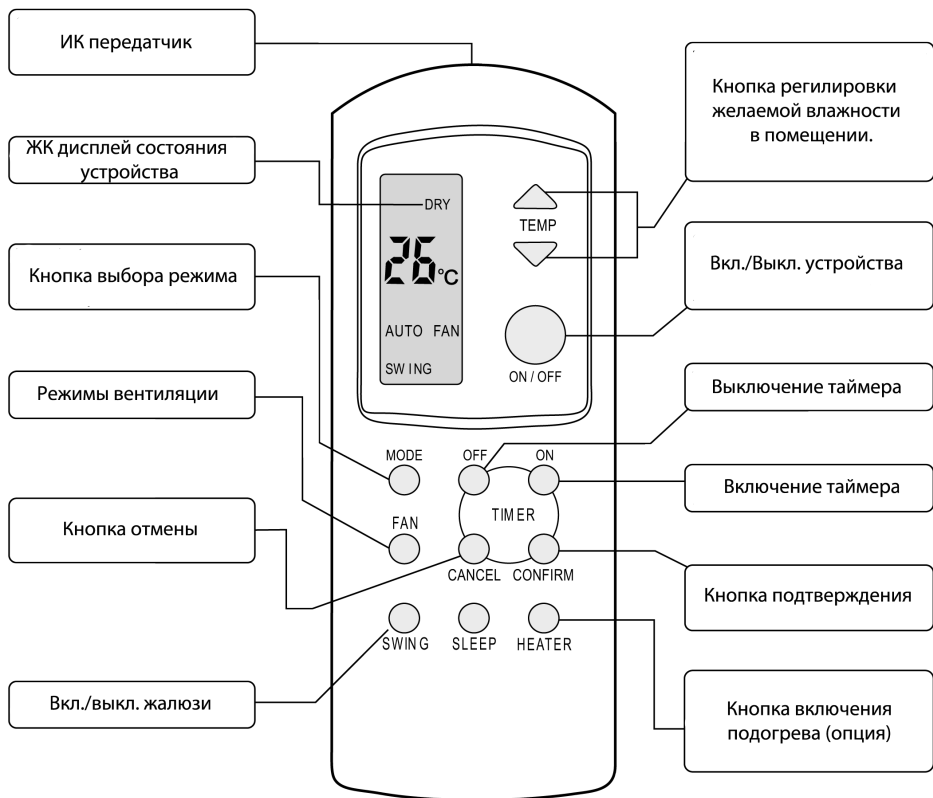 ИК передатчик
ЖК дисплей состояния
устройства
Кнопка выбора режима
Режимы вентиляции
Кнопка отмены
Вкл./выкл. жалюзи
DRY
26°C
AUTO FAN
SWING
TEMP
ON / OFF
MODE
OFF
ON
FAN
TIMER
CANCEL
CONFIRM
SWING
SLEEP
HEATER
Кнопка регилировки
желаемой влажности
в помещении.
Вкл./Выкл. устройства
Выключение таймера
Включение таймера
Кнопка подтверждения
Кнопка включения
подогрева (опция)